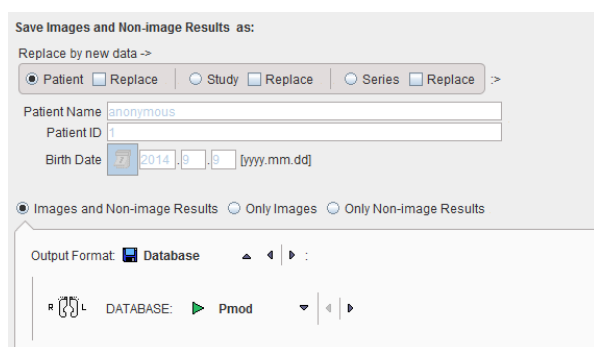 Save Images and Non-image Results as:
Replace by new data ->
Patient Replace Study Replace Series Replace :>
Patient Name anonymous
Patient ID 1
Birth Date 2014 . 9 . 9 [yyyy.mm.dd]
Images and Non-image Results Only Images Only Non-image Results
Output Format: Database :
R L DATABASE: Pmod